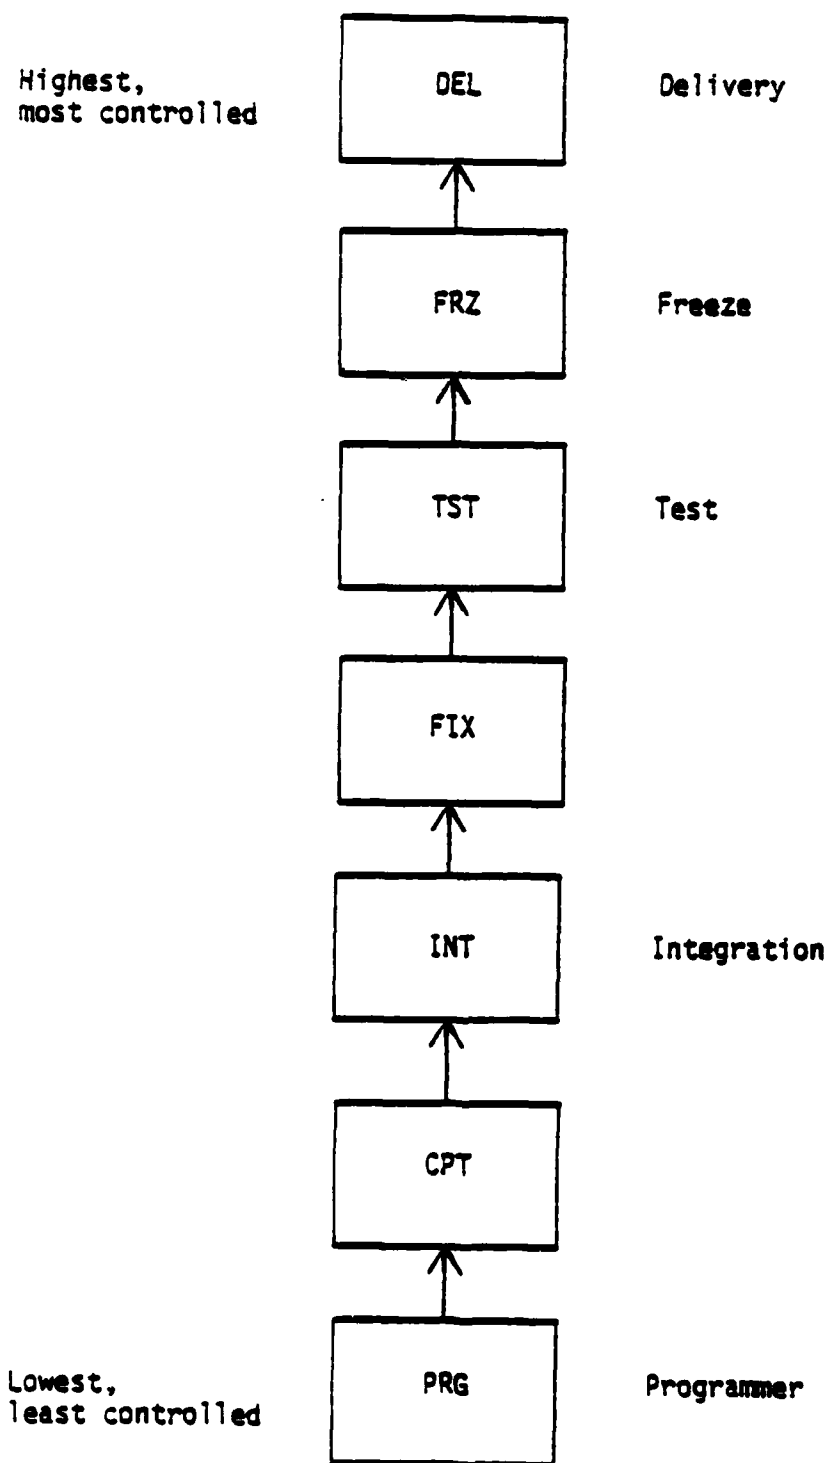 Highest,
most controlled
DEL
Delivery
FRZ
Freeze
TST
Test
FIX
INT
Integration
CPT
PRG
Programmer
Lowest,
least controlled